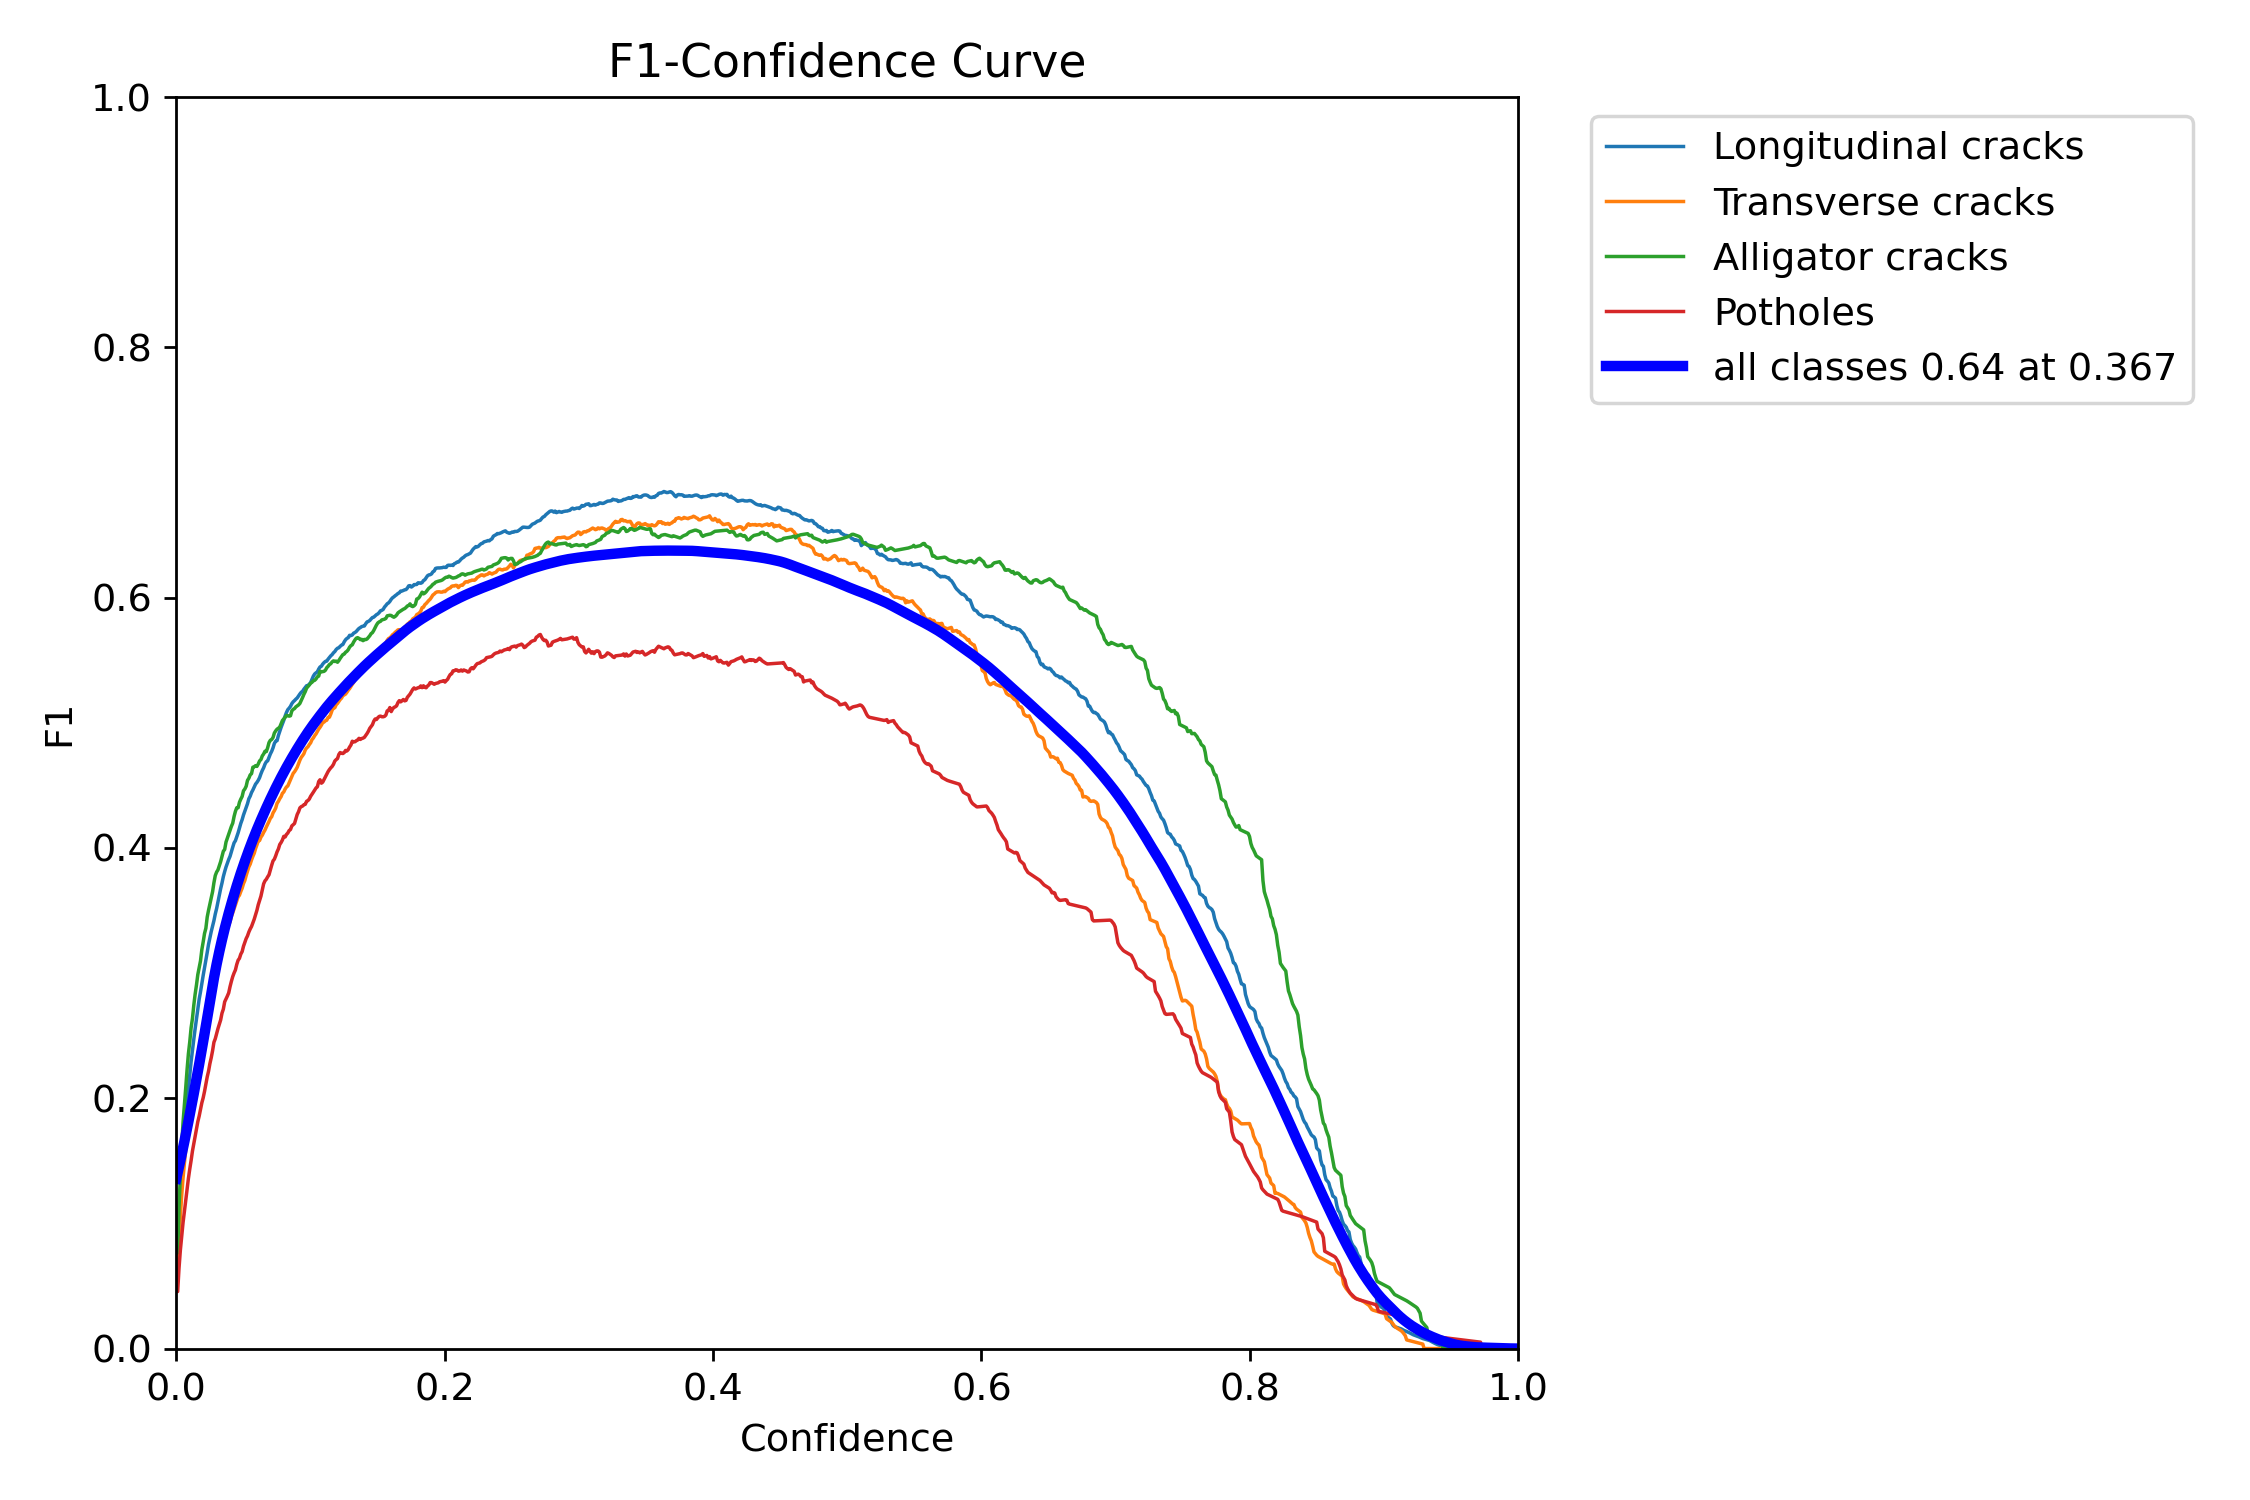 F1-Confidence Curve
1.0
0.8
0.6
0.4
0.2
0.0
F1
0.0 0.2 0.4 0.6 0.8 1.0
Confidence
Longitudinal cracks
Transverse cracks
Alligator cracks
Potholes
all classes 0.64 at 0.367